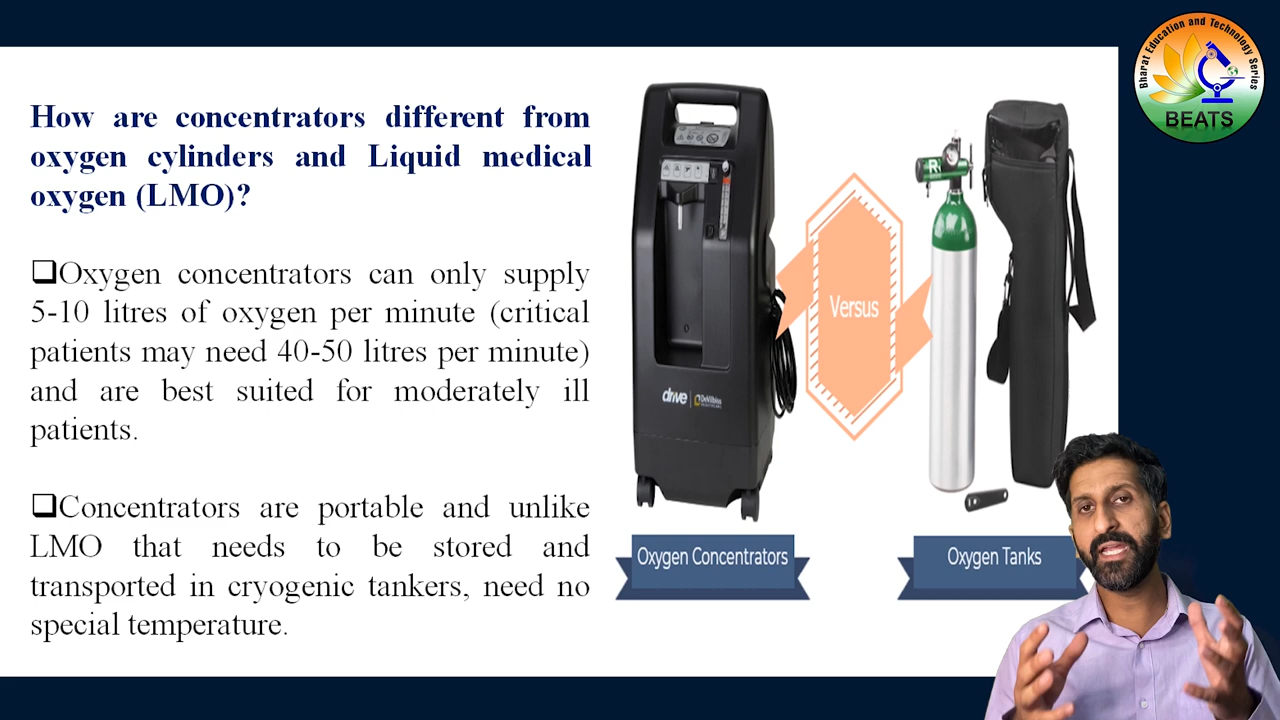 How are concentrators different from
oxygen cylinders and Liquid medical
oxygen (LMO)?
❑Oxygen concentrators can only supply
5-10 litres of oxygen per minute (critical
patients may need 40-50 litres per minute)
and are best suited for moderately ill
patients.
❑Concentrators are portable and unlike
LMO that needs to be stored and
transported in cryogenic tankers, need no
special temperature.
drive
DeVilbiss
Versus
R
Oxygen Concentrators
Oxygen Tanks
Bharat Education and Technology Series
BEATS